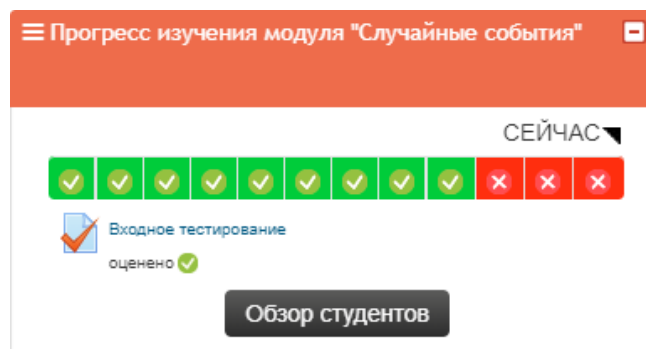 Прогресс изучения модуля "Случайные события"
СЕЙЧАС
Входное тестирование
оценено
Обзор студентов